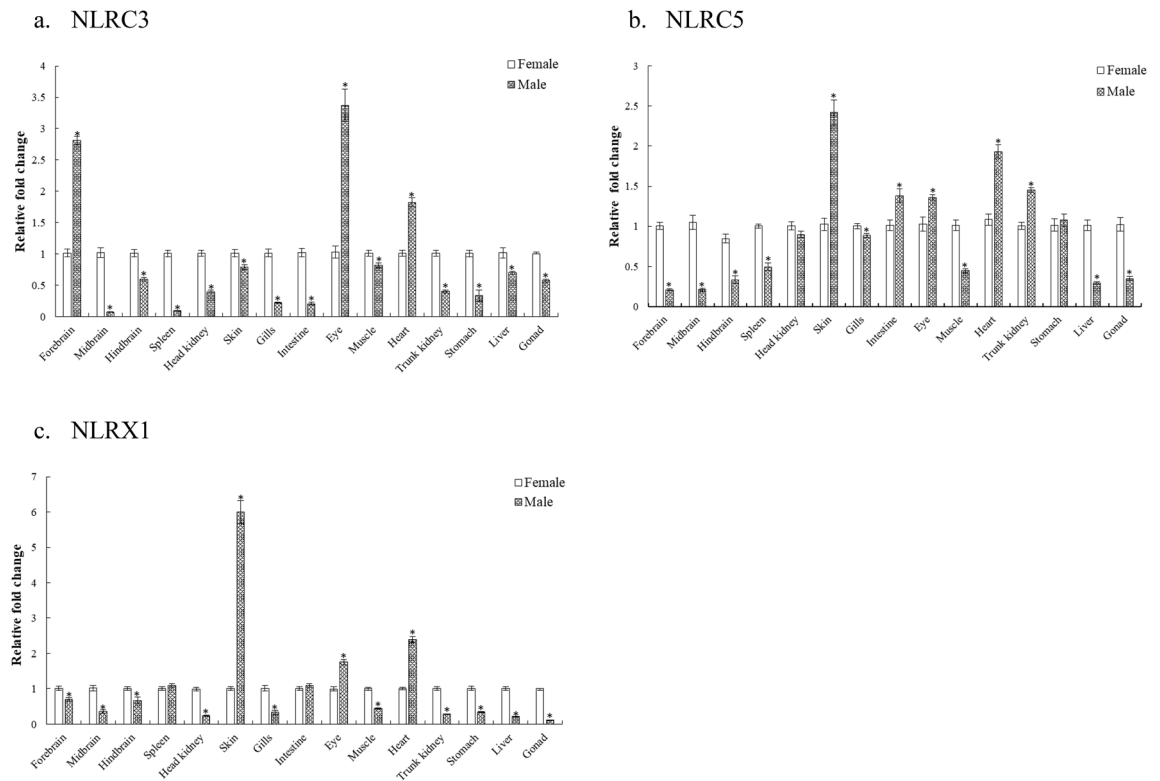 a. NLRC3
Female
Male
Relative fold change
4
3.5
3
2.5
2
1.5
1
0.5
0
* * * * * * * * * * * * * * *
Forebrain Midbrain Hindbrain Spleen Head kidney Skin Gills Intestine Eye Muscle Heart Trunk kidney Stomach Liver Gonad
b. NLRC5
Female
Male
Relative fold change
3
2.5
2
1.5
1
0.5
0
* * * * * * * * * * * * *
Forebrain Midbrain Hindbrain Spleen Head kidney Skin Gills Intestine Eye Muscle Heart Trunk kidney Stomach Liver Gonad
c. NLRX1
Female
Male
Relative fold change
7
6
5
4
3
2
1
0
* * * * * * * * * * * * *
Forebrain Midbrain Hindbrain Spleen Head kidney Skin Gills Intestine Eye Muscle Heart Trunk kidney Stomach Liver Gonad